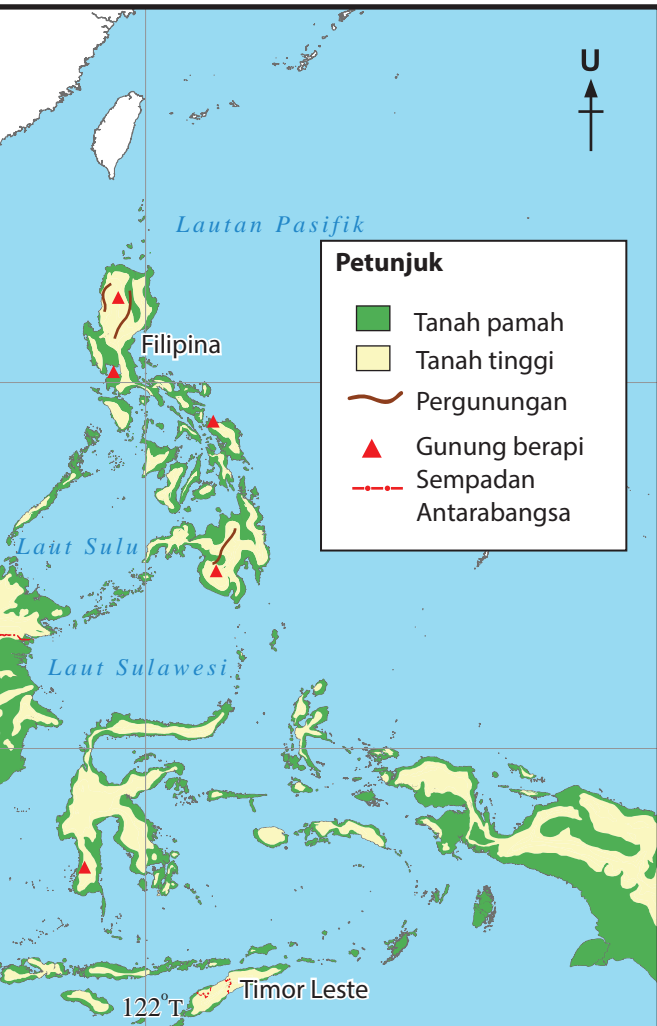 U
Lautan Pasifik
Petunjuk
Tanah pamah
Tanah tinggi
Pergunungan
Gunung berapi
Sempadan
Antarabangsa
Filipina
Laut Sulu
Laut Sulawesi
Timor Leste
122°T